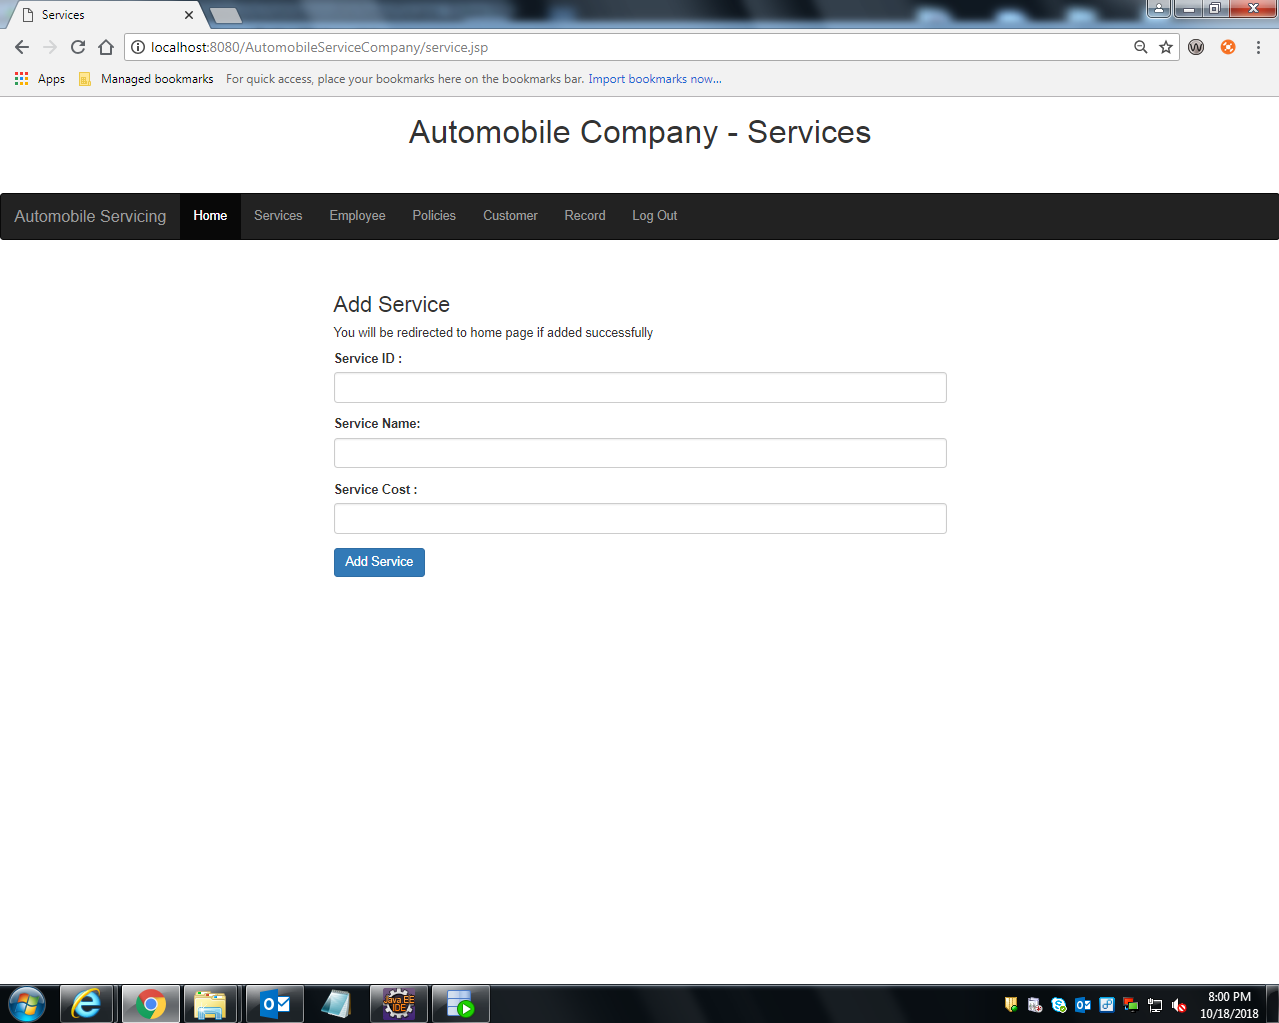 Services
localhost:8080/AutomobileServiceCompany/service.jsp
Apps Managed bookmarks For quick access, place your bookmarks here on the bookmarks bar. Import bookmarks now...
Automobile Company - Services
Automobile Servicing Home Services Employee Policies Customer Record Log Out
Add Service
You will be redirected to home page if added successfully
Service ID :
Service Name:
Service Cost :
Add Service
Java EE
IDE
8:00 PM
10/18/2018